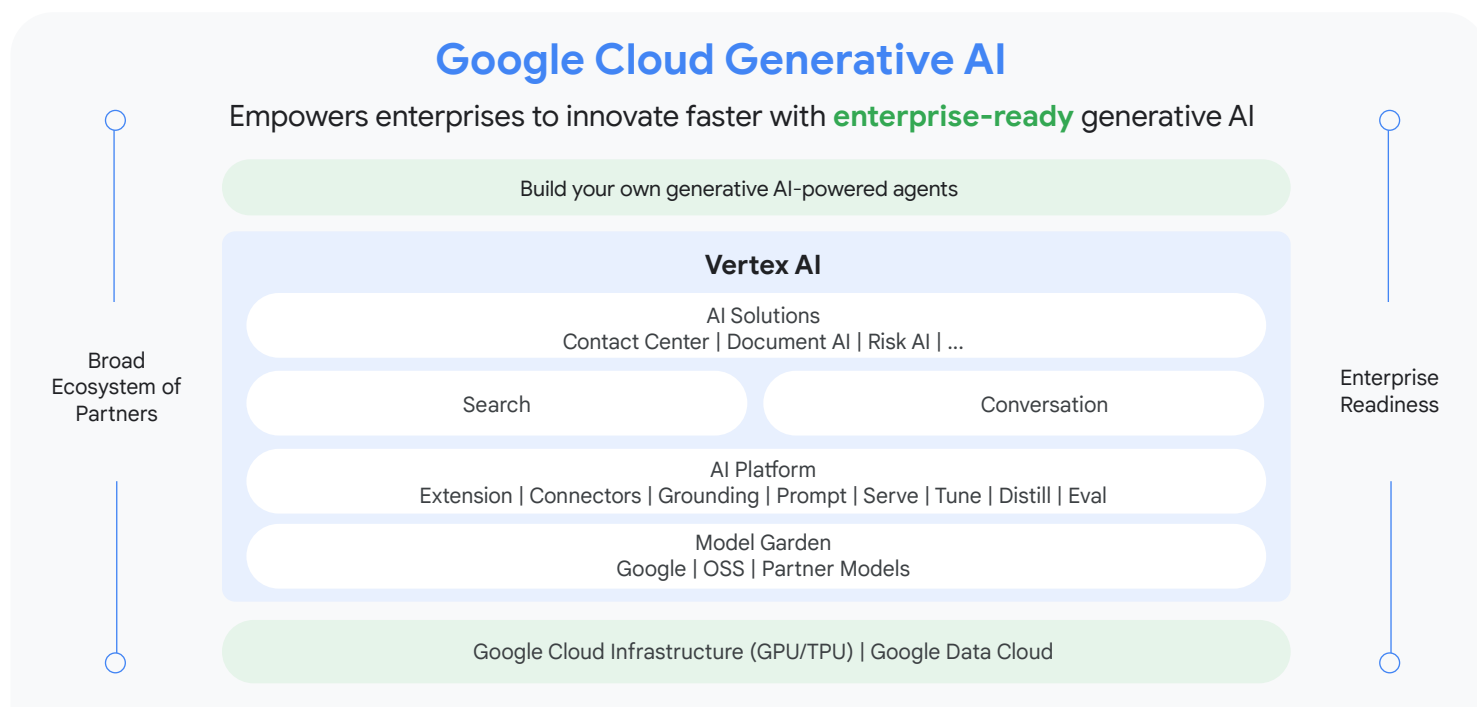 Google Cloud Generative AI
Empowers enterprises to innovate faster with enterprise-ready generative AI
Build your own generative AI-powered agents
Vertex AI
AI Solutions
Contact Center | Document AI | Risk AI | ...
Search
Conversation
AI Platform
Extension | Connectors | Grounding | Prompt | Serve | Tune | Distill | Eval
Model Garden
Google | OSS | Partner Models
Google Cloud Infrastructure (GPU/TPU) | Google Data Cloud
Broad
Ecosystem of
Partners
Enterprise
Readiness